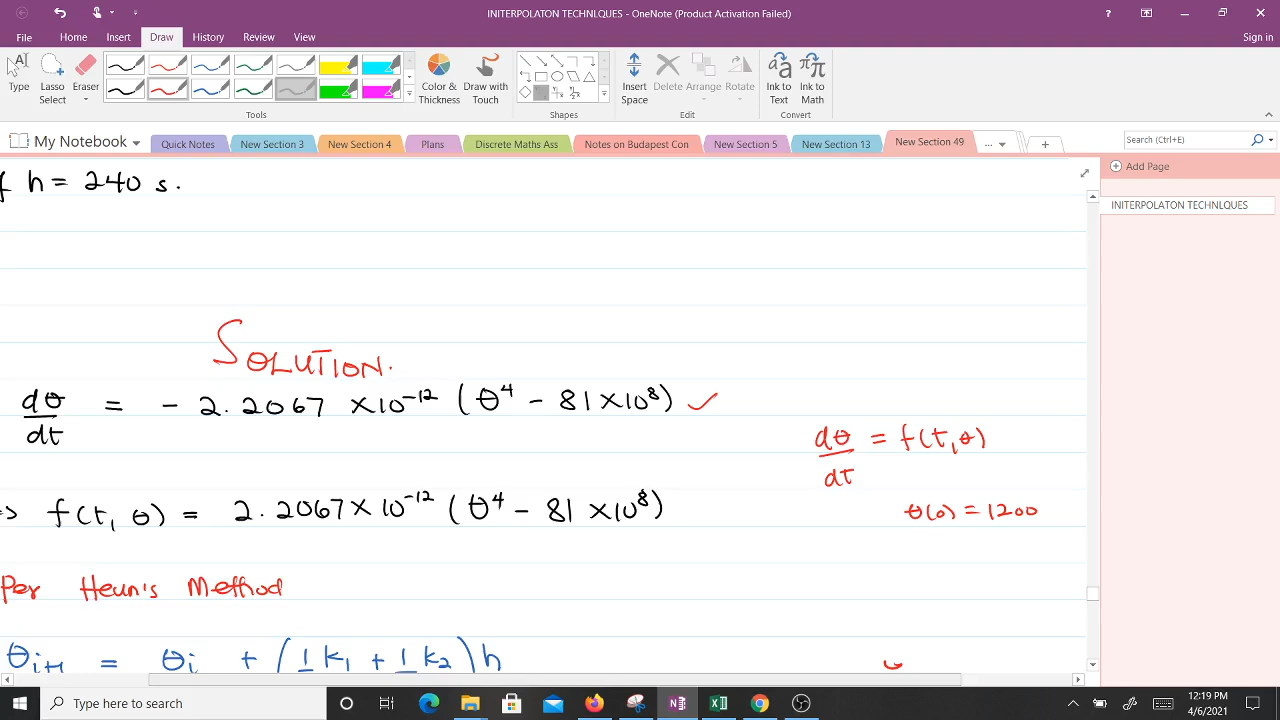 INITERPOLATON TECHNLQUES - OneNote (Product Activation Failed)
File Home Insert Draw History Review View Sign in
Type Lasso Select Eraser Color & Thickness Draw with Touch Insert Space Delete Arrange Rotate Ink to Text Ink to Math
Tools Shapes Edit Convert
My Notebook Quick Notes New Section 3 New Section 4 Plans Discrete Maths Ass Notes on Budapest Con New Section 5 New Section 13 New Section 49 ... Search (Ctrl+E)
Add Page
INITERPOLATON TECHNLQUES
f h = 240 s.
SOLUTION.
dθ/dt = - 2.2067 ×10⁻¹² (θ⁴ - 81 ×10⁸) ✓
dθ/dt = f(t, θ)
θ(0) = 1200
⇒ f(t, θ) = 2.2067 × 10⁻¹² (θ⁴ - 81 ×10⁸)
Per Heun's Method
θi+1 = θi + (1 k₁ + 1 k₂) h
Type here to search
12:19 PM
4/6/2021